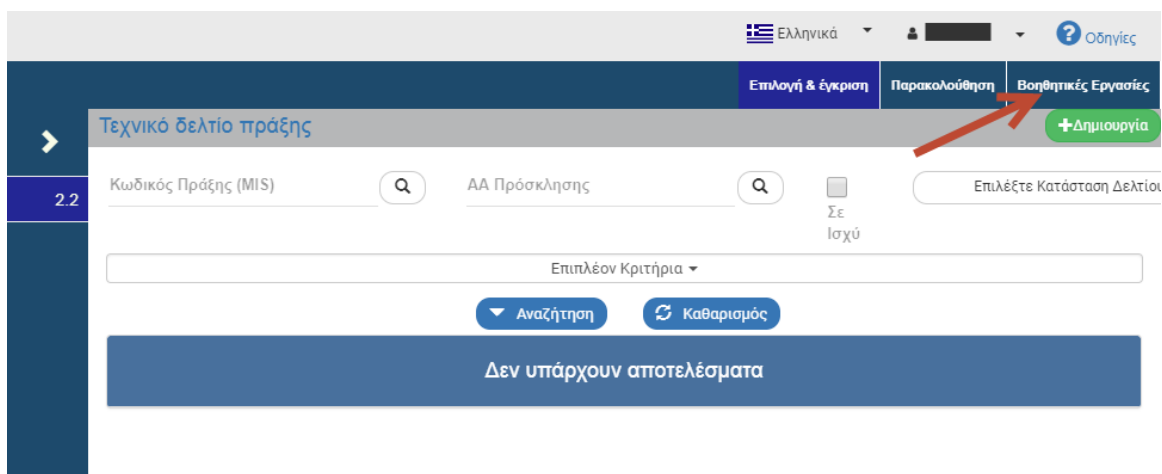 Ελληνικά
Οδηγίες
Επιλογή & έγκριση Παρακολούθηση Βοηθητικές Εργασίες
Τεχνικό δελτίο πράξης
+Δημιουργία
2.2
Κωδικός Πράξης (MIS) ΑΑ Πρόσκλησης
Σε
Ισχύ
Επιλέξτε Κατάσταση Δελτίου
Επιπλέον Κριτήρια
Αναζήτηση Καθαρισμός
Δεν υπάρχουν αποτελέσματα